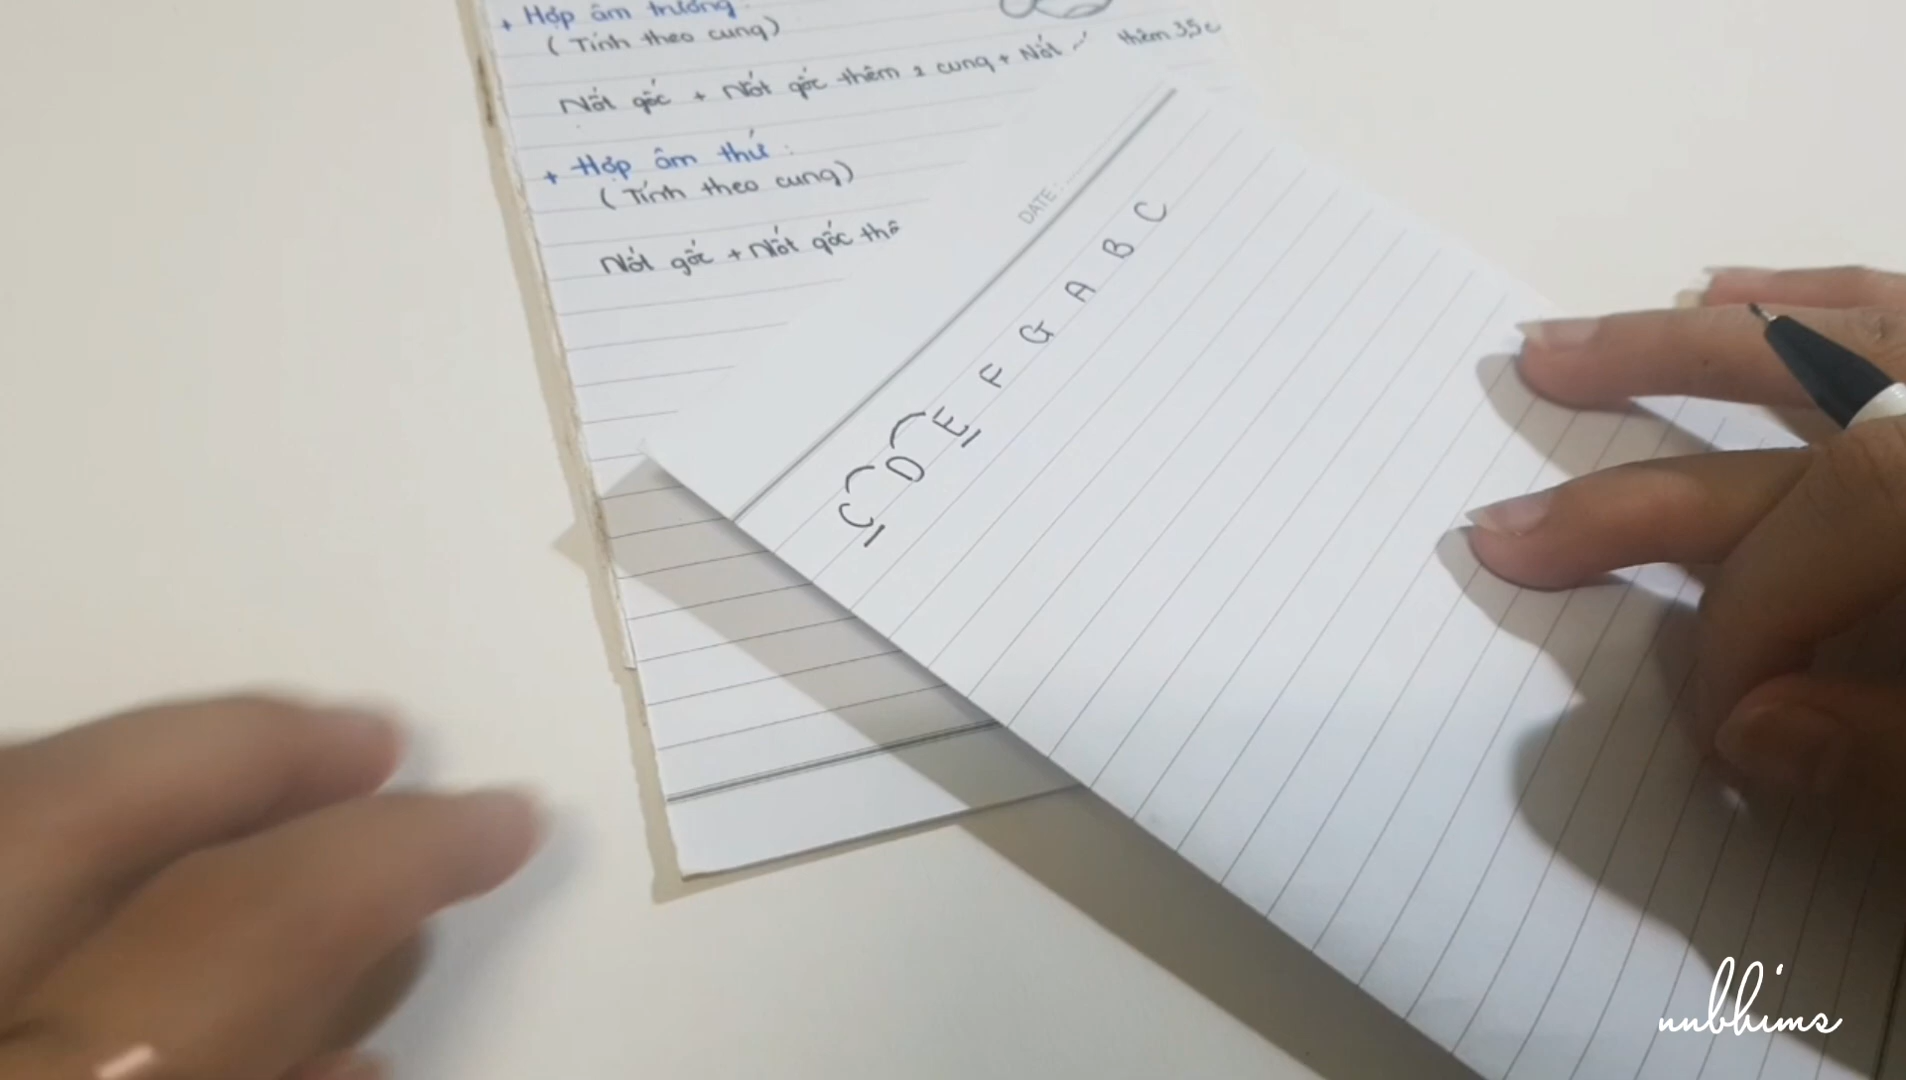 + Hợp âm trưởng
( Tính theo cung)
Nốt gốc + Nốt gốc thêm 2 cung + Nốt thêm 3,5 c
+ Hợp âm thứ :
( Tính theo cung)
Nốt gốc + Nốt gốc thê
DATE:
C D E F G A B C
nnbhims